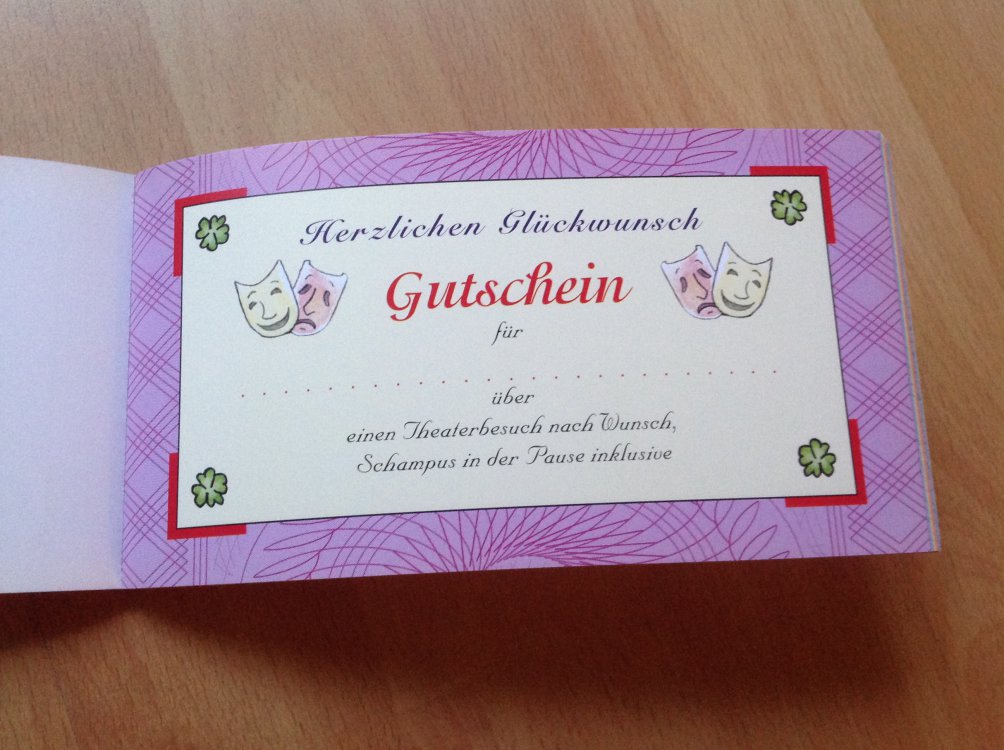 Herzlichen Glückwunsch
Gutschein
für
über
einen Theaterbesuch nach Wunsch,
Schampus in der Pause inklusive